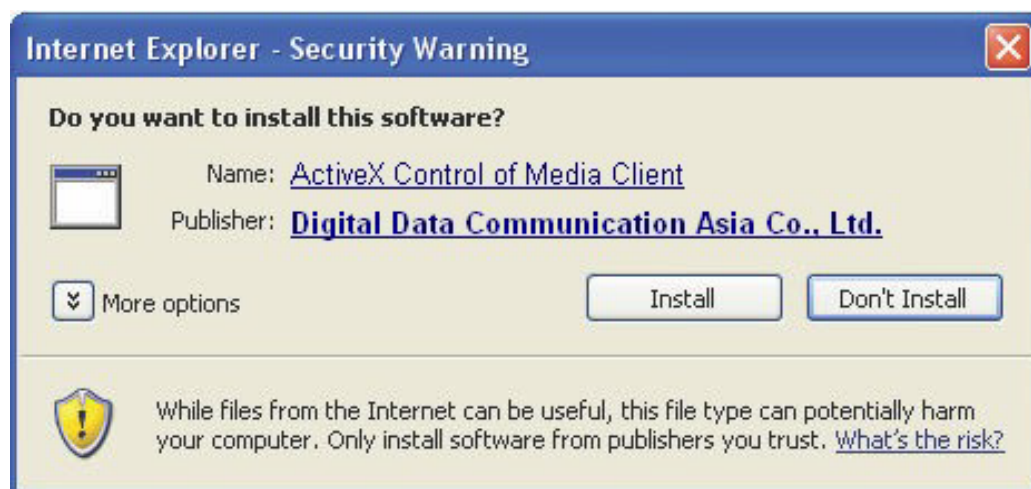 Internet Explorer - Security Warning
Do you want to install this software?
Name: ActiveX Control of Media Client
Publisher: Digital Data Communication Asia Co., Ltd.
More options
Install
Don't Install
While files from the Internet can be useful, this file type can potentially harm
your computer. Only install software from publishers you trust. What's the risk?